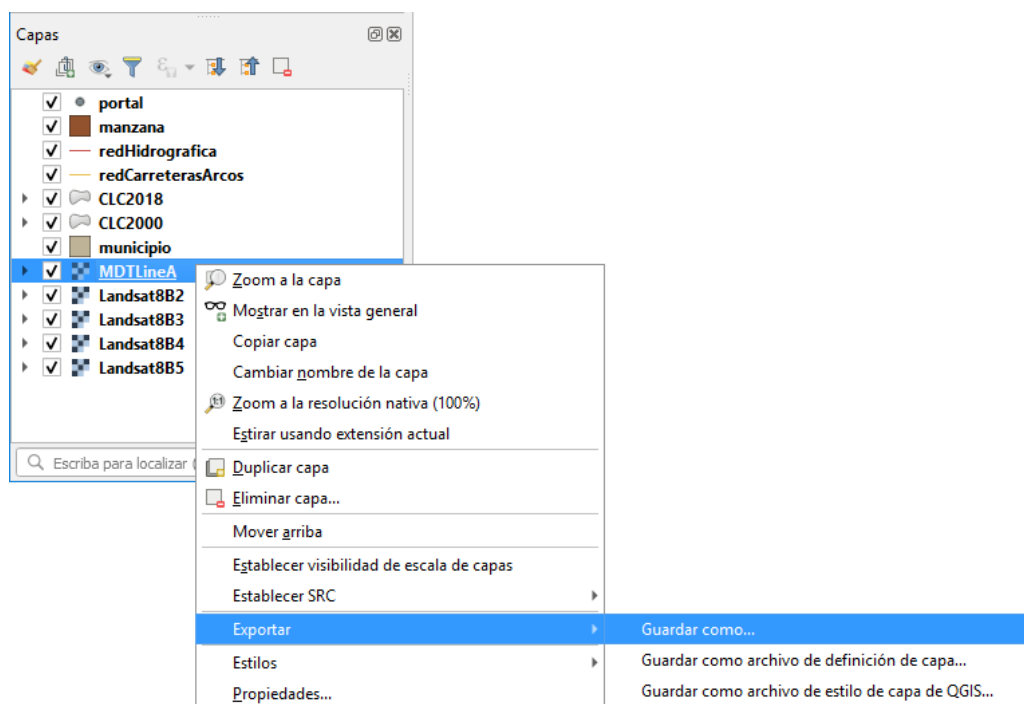 Capas
portal
manzana
redHidrografica
redCarreterasArcos
CLC2018
CLC2000
municipio
MDTLineA
Landsat8B2
Landsat8B3
Landsat8B4
Landsat8B5
Escriba para localizar (
Zoom a la capa
Mostrar en la vista general
Copiar capa
Cambiar nombre de la capa
Zoom a la resolución nativa (100%)
Estirar usando extensión actual
Duplicar capa
Eliminar capa...
Mover arriba
Establecer visibilidad de escala de capas
Establecer SRC
Exportar
Estilos
Propiedades...
Guardar como...
Guardar como archivo de definición de capa...
Guardar como archivo de estilo de capa de QGIS...